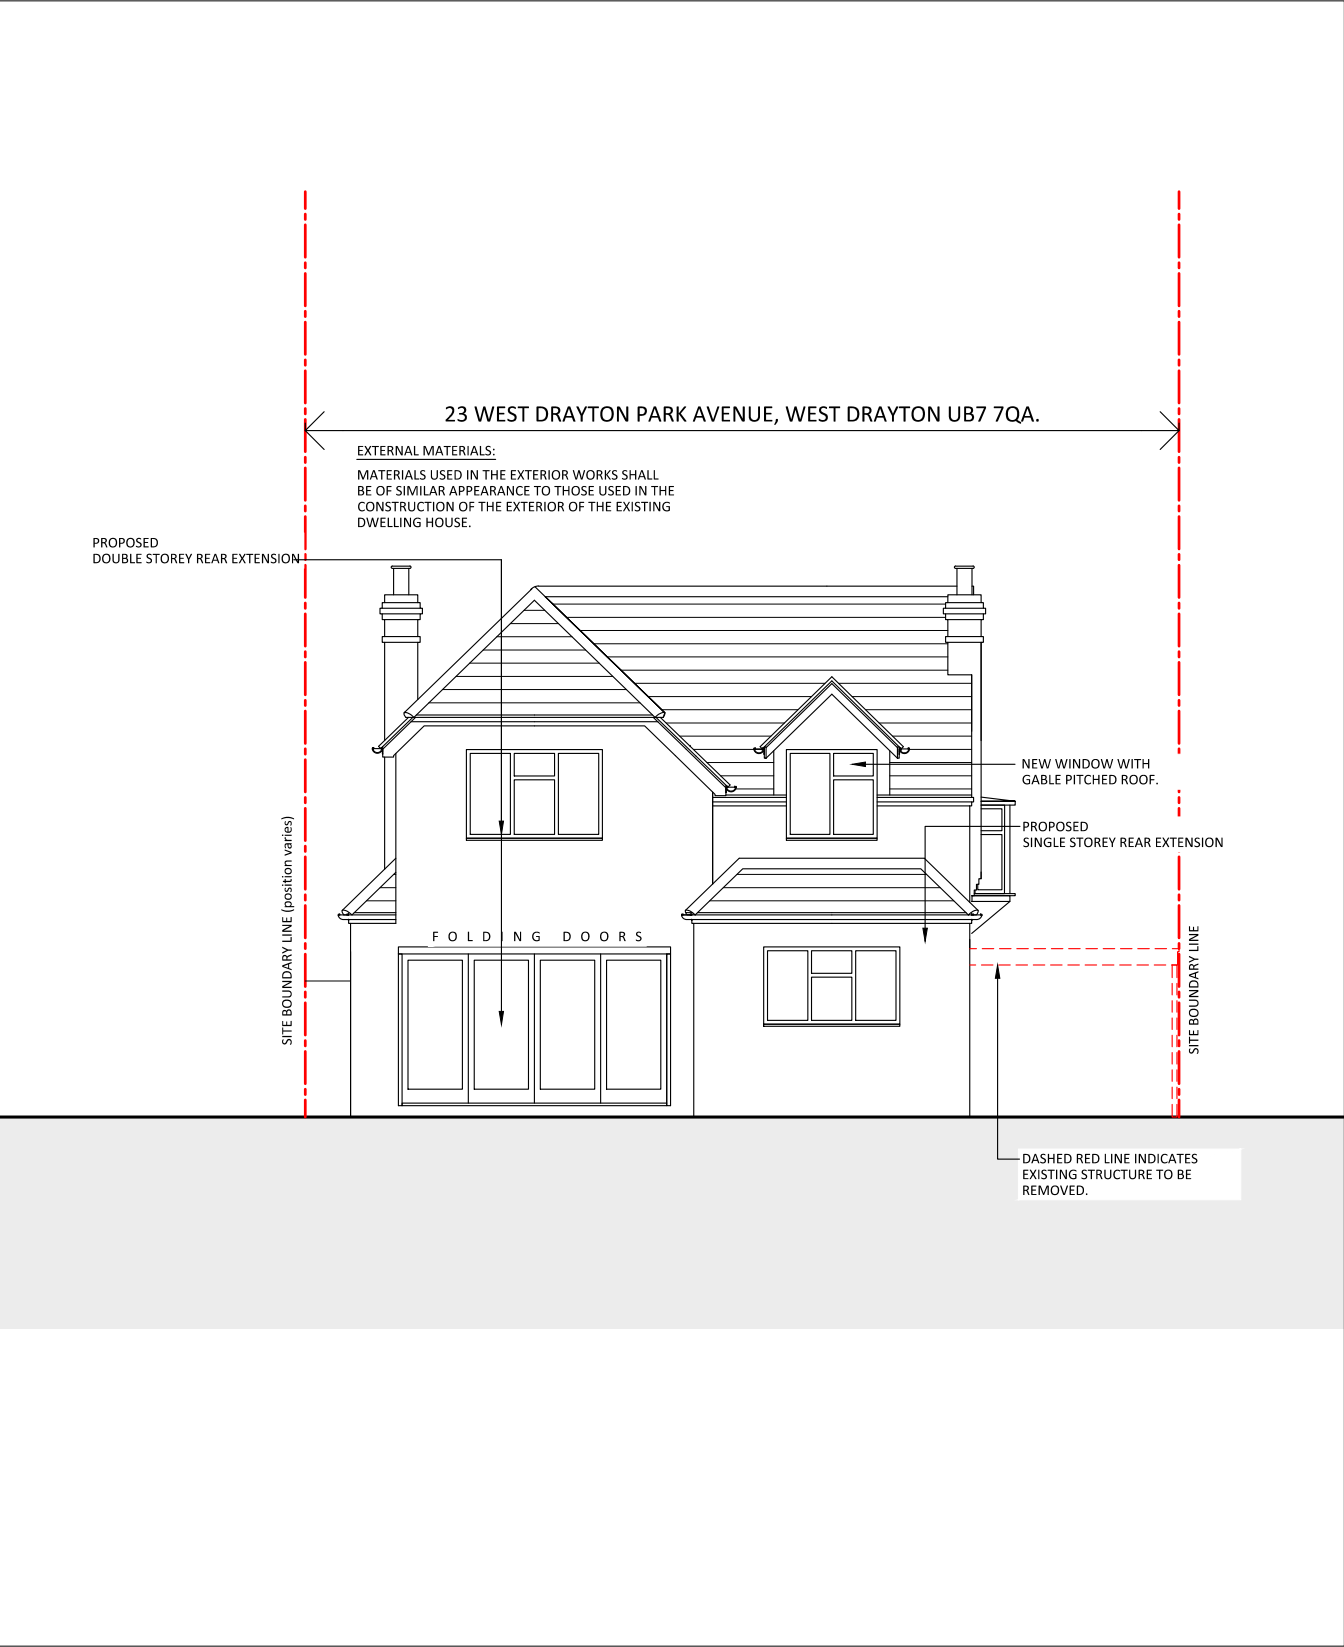 23 WEST DRAYTON PARK AVENUE, WEST DRAYTON UB7 7QA.
EXTERNAL MATERIALS:
MATERIALS USED IN THE EXTERIOR WORKS SHALL
BE OF SIMILAR APPEARANCE TO THOSE USED IN THE
CONSTRUCTION OF THE EXTERIOR OF THE EXISTING
DWELLING HOUSE.
PROPOSED
DOUBLE STOREY REAR EXTENSION
NEW WINDOW WITH
GABLE PITCHED ROOF.
PROPOSED
SINGLE STOREY REAR EXTENSION
SITE BOUNDARY LINE (position varies)
FOLDING DOORS
SITE BOUNDARY LINE
DASHED RED LINE INDICATES
EXISTING STRUCTURE TO BE
REMOVED.